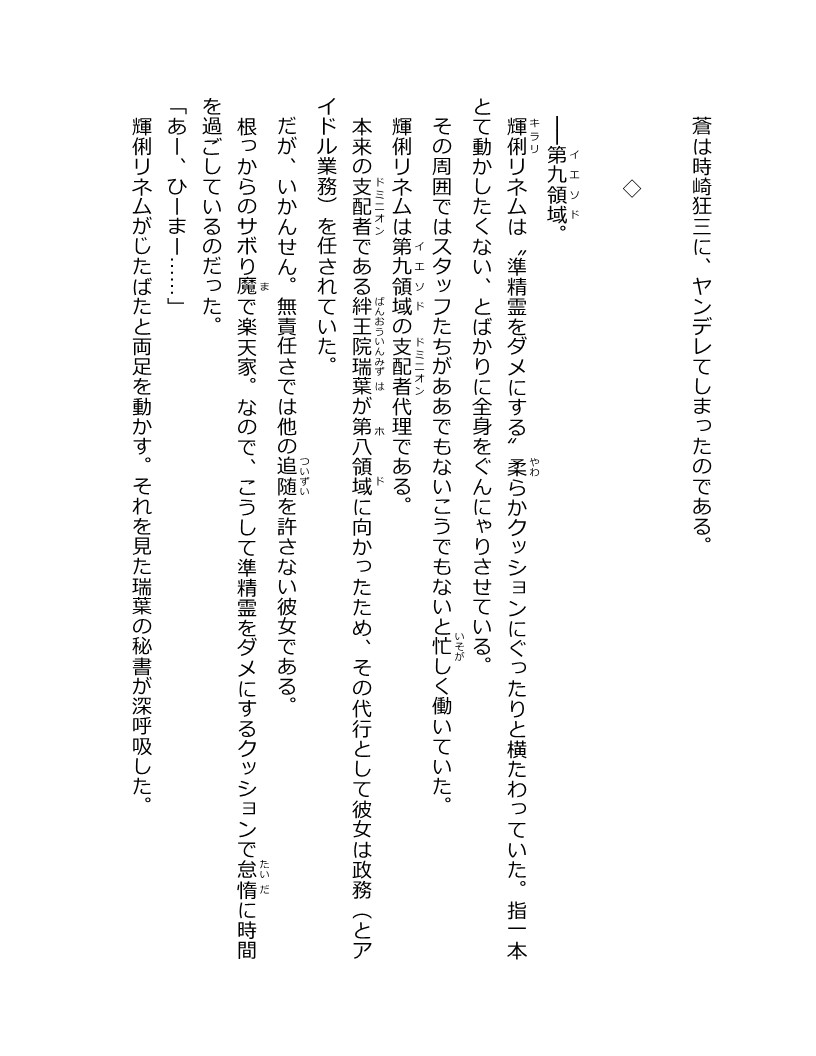 蒼は時崎狂三に、ヤンデレてしまったのである。
◇
――第九領域。
輝俐リネムは〝準精霊をダメにする〟柔らかクッションにぐったりと横たわっていた。指一本
とて動かしたくない、とばかりに全身をぐんにゃりさせている。
その周囲ではスタッフたちがああでもないこうでもないと忙しく働いていた。
輝俐リネムは第九領域の支配者代理である。
本来の支配者である絆王院瑞葉が第八領域に向かったため、その代行として彼女は政務（とア
イドル業務）を任されていた。
だが、いかんせん。無責任さでは他の追随を許さない彼女である。
根っからのサボり魔で楽天家。なので、こうして準精霊をダメにするクッションで怠惰に時間
を過ごしているのだった。
「あー、ひーまー……」
輝俐リネムがじたばたと両足を動かす。それを見た瑞葉の秘書が深呼吸した。